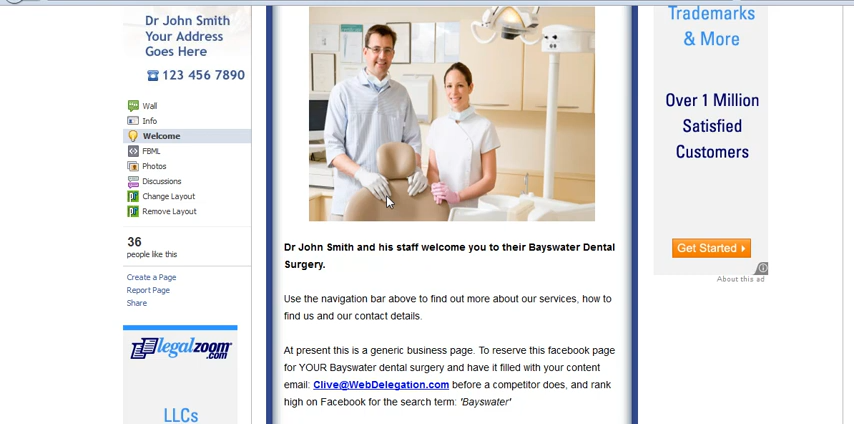 Dr John Smith
Your Address
Goes Here
123 456 7890
Wall
Info
Welcome
FBML
Photos
Discussions
Change Layout
Remove Layout
36
people like this
Create a Page
Report Page
Share
legalzoom.com
LLCs
Dr John Smith and his staff welcome you to their Bayswater Dental
Surgery.
Use the navigation bar above to find out more about our services, how to
find us and our contact details.
At present this is a generic business page. To reserve this facebook page
for YOUR Bayswater dental surgery and have it filled with your content
email: Clive@WebDelegation.com before a competitor does, and rank
high on Facebook for the search term: 'Bayswater'
Trademarks
& More
Over 1 Million
Satisfied
Customers
Get Started
About this ad